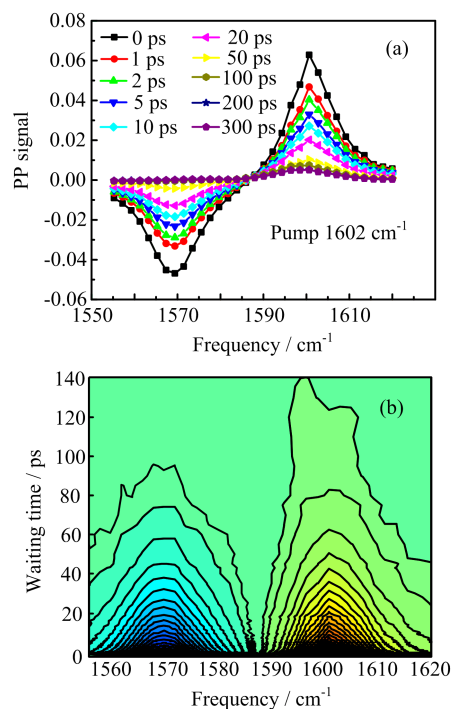 0.08
(a)
0 ps 20 ps
1 ps 50 ps
2 ps 100 ps
5 ps 200 ps
10 ps 300 ps
0.06
0.04
0.02
0.00
-0.02
-0.04
-0.06
PP signal
Pump 1602 cm⁻¹
1550 1570 1590 1610
Frequency / cm⁻¹
140
120
100
80
60
40
20
0
(b)
Waiting time / ps
1560 1570 1580 1590 1600 1610 1620
Frequency / cm⁻¹